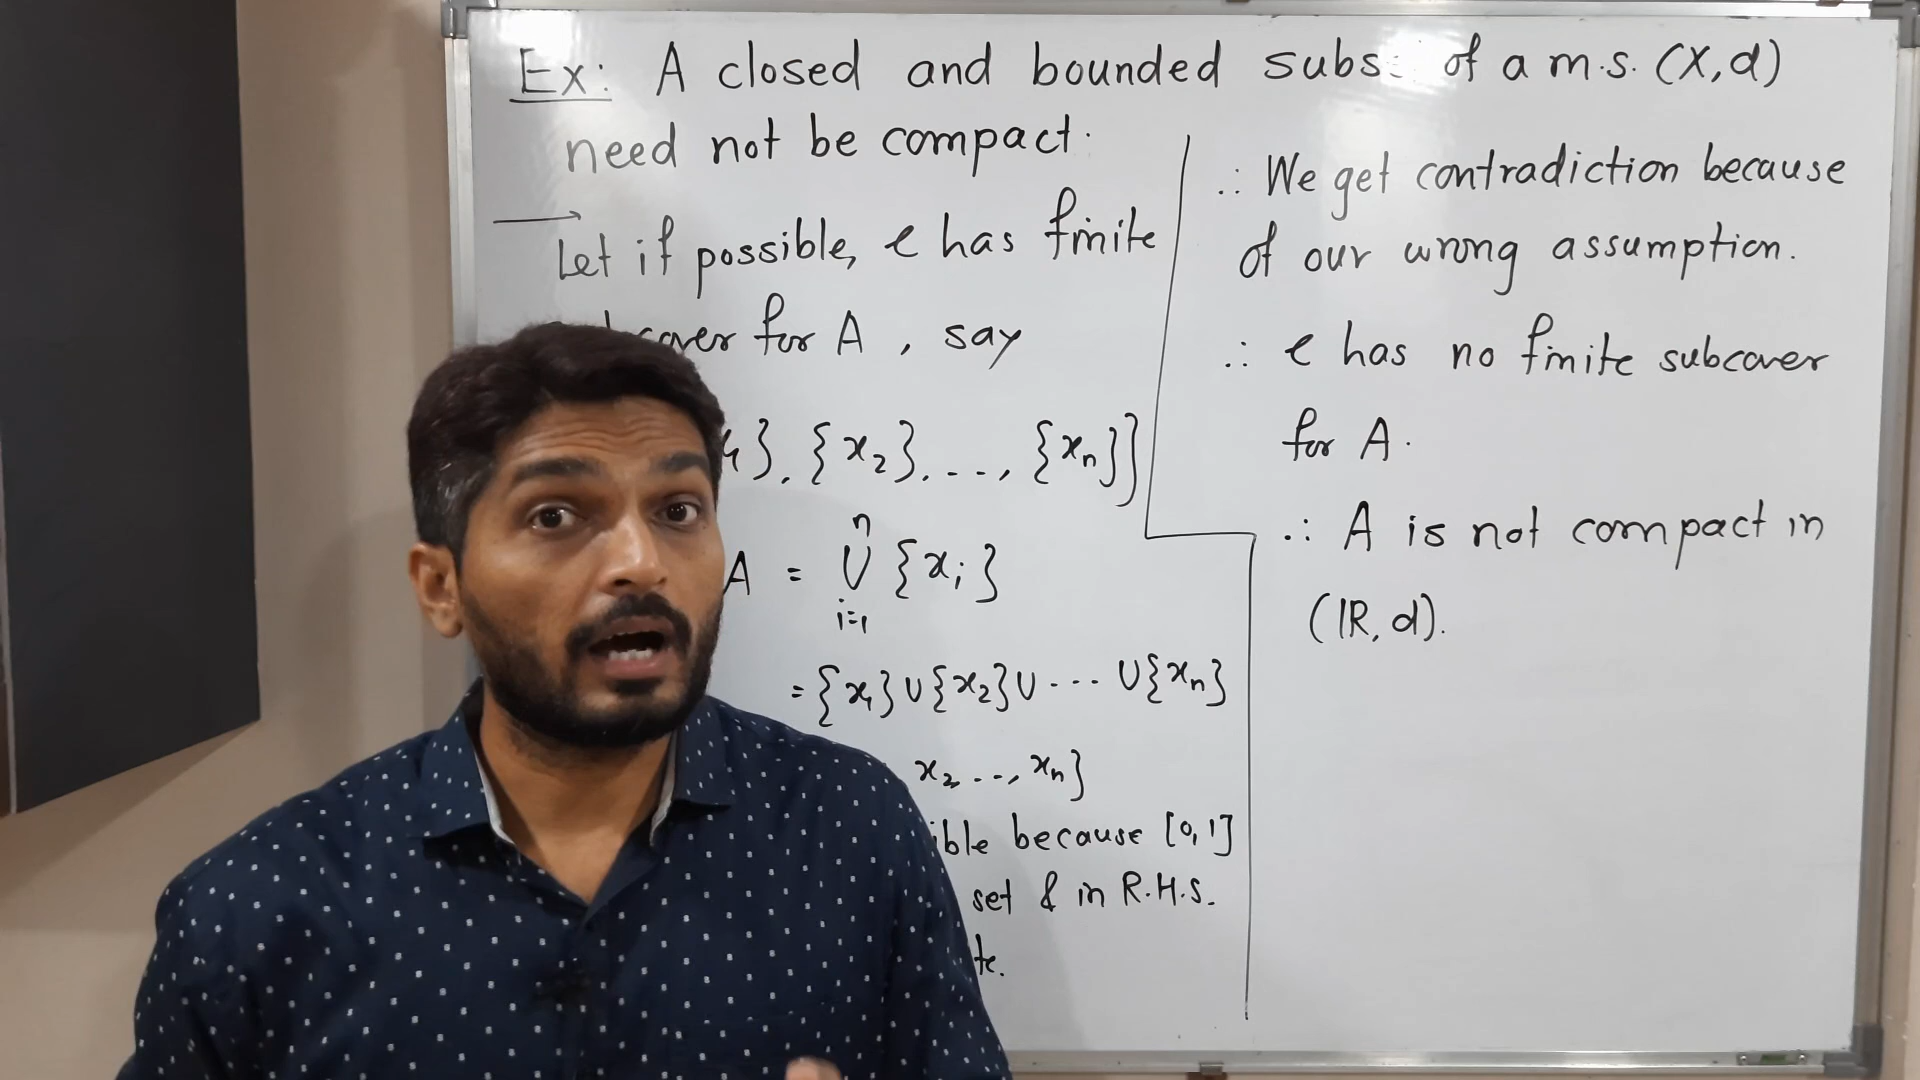 Ex: A closed and bounded subs of a m.s. (X,d)
need not be compact.
Let if possible, ℓ has finite
cover for A, say
}, {x₂}, ..., {xₙ}]
A = ⋃ⁿᵢ₌₁ {xᵢ}
= {x₁} ∪ {x₂} ∪ ... ∪ {xₙ}
x₂ ..., xₙ}
ible because [0,1]
set & in R.H.S.
te.
∴ We get contradiction because
of our wrong assumption.
∴ ℓ has no finite subcover
for A.
∴ A is not compact in
(ℝ, d).